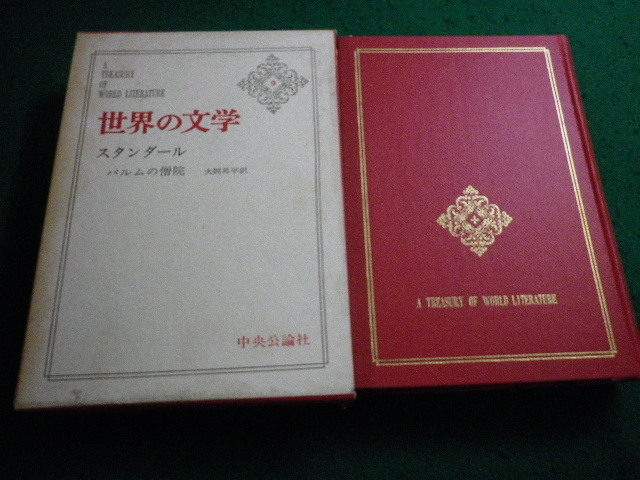 A
TREASURY
OF
WORLD LITERATURE
9
世界の文学
スタンダール
パルムの僧院 大岡昇平訳
中央公論社
A TREASURY OF WORLD LITERATURE